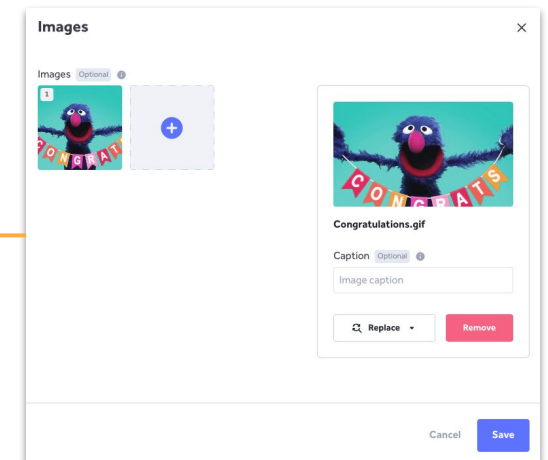 Images
Images Optional
1
CONGRAT
CONGRATS
Congratulations.gif
Caption Optional
Image caption
Replace
Remove
Cancel
Save